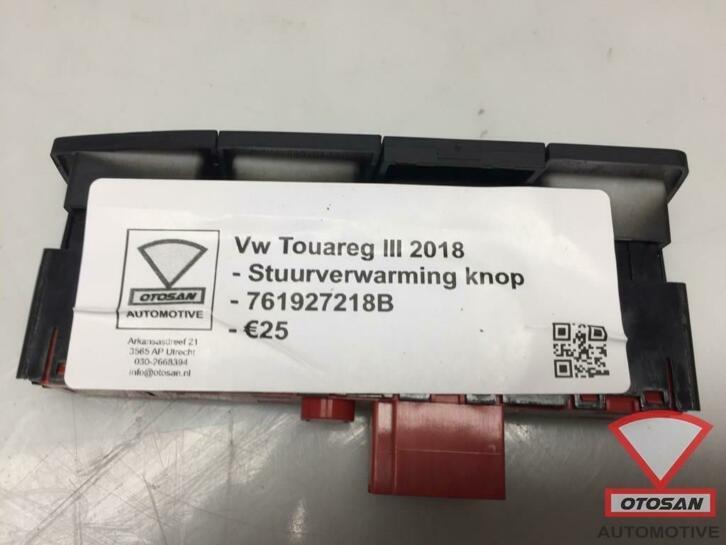 Vw Touareg III 2018
- Stuurverwarming knop
- 761927218B
- €25
OTOSAN
AUTOMOTIVE
Arkansasdreef 21
3565 AP Utrecht
030-2668394
info@otosan.nl
OTOSAN
AUTOMOTIVE